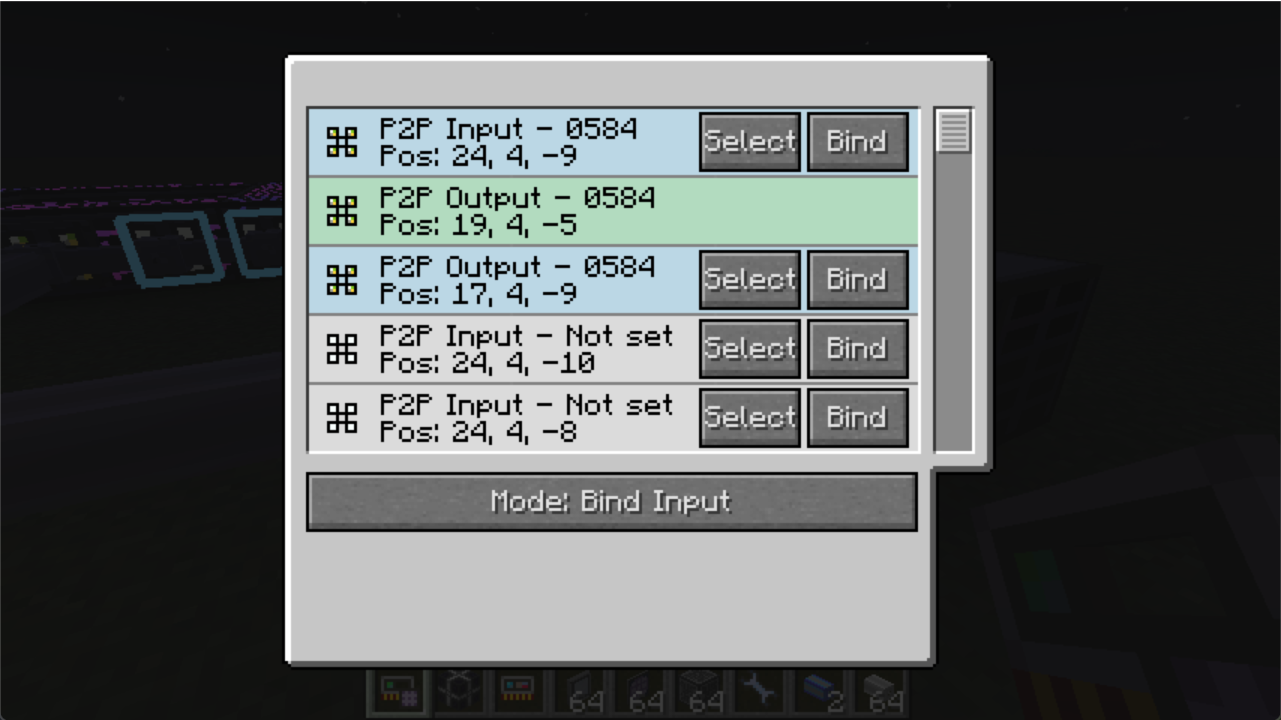 P2P Input - 0584
Pos: 24, 4, -9
Select Bind
P2P Output - 0584
Pos: 19, 4, -5
P2P Output - 0584
Pos: 17, 4, -9
Select Bind
P2P Input - Not set
Pos: 24, 4, -10
Select Bind
P2P Input - Not set
Pos: 24, 4, -8
Select Bind
Mode: Bind Input
64 64 64 2 64